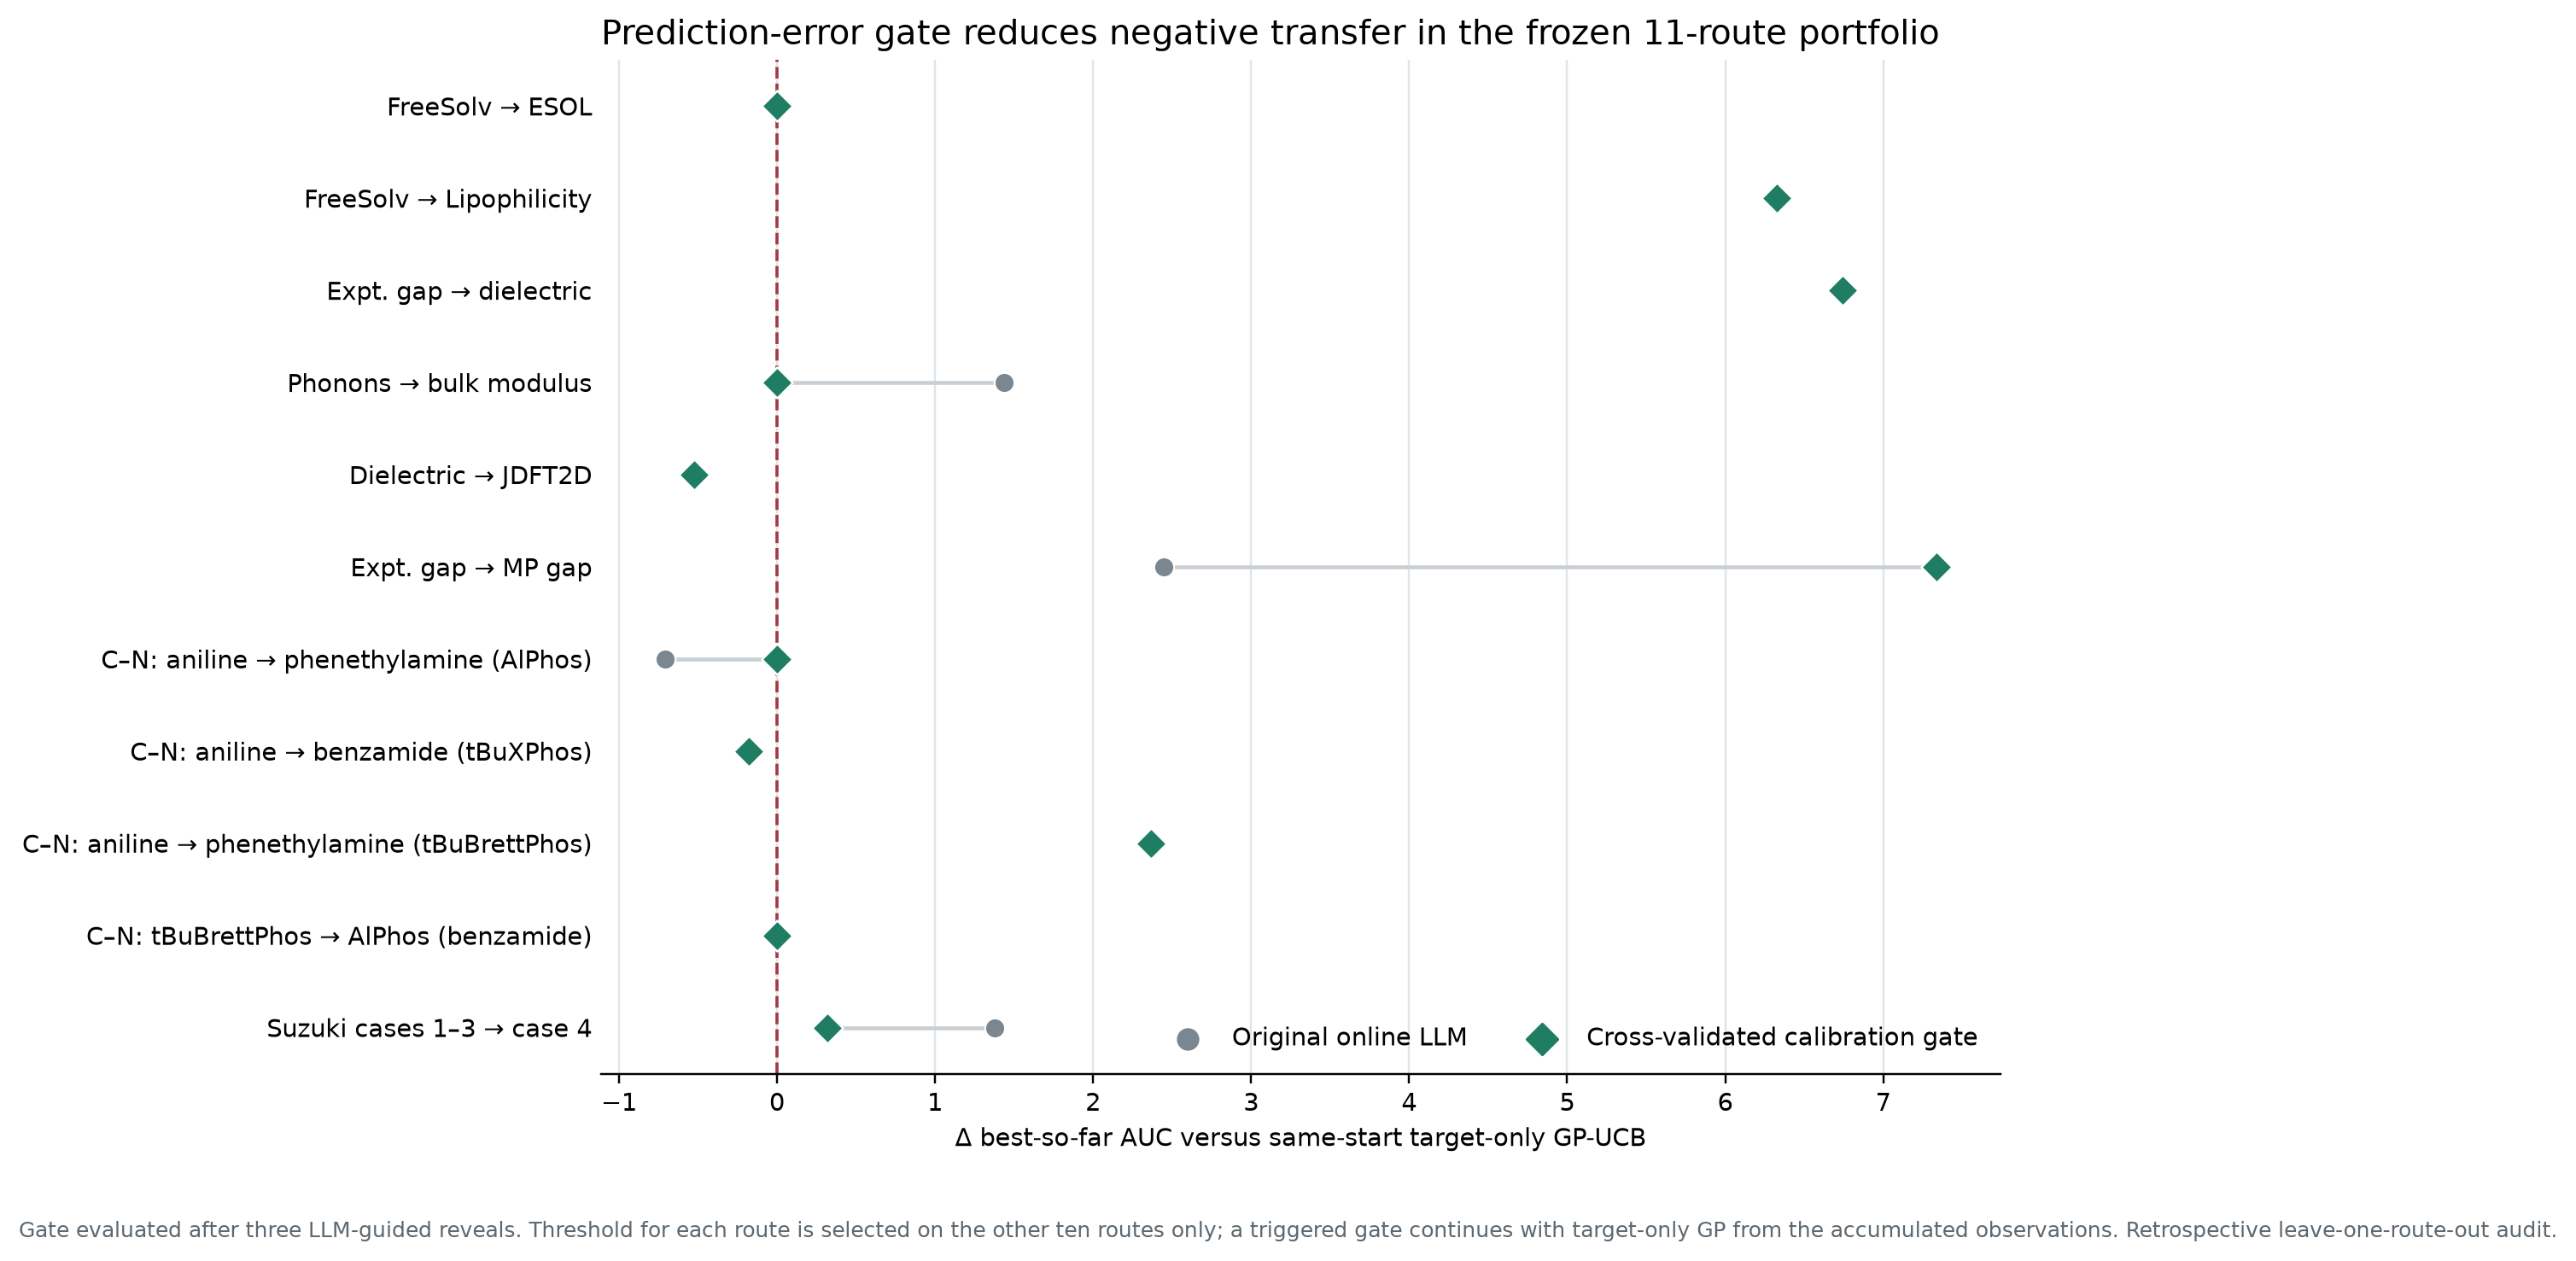 Prediction-error gate reduces negative transfer in the frozen 11-route portfolio
FreeSolv → ESOL
FreeSolv → Lipophilicity
Expt. gap → dielectric
Phonons → bulk modulus
Dielectric → JDFT2D
Expt. gap → MP gap
C–N: aniline → phenethylamine (AlPhos)
C–N: aniline → benzamide (tBuXPhos)
C–N: aniline → phenethylamine (tBuBrettPhos)
C–N: tBuBrettPhos → AlPhos (benzamide)
Suzuki cases 1–3 → case 4
Original online LLM
Cross-validated calibration gate
−1 0 1 2 3 4 5 6 7
Δ best-so-far AUC versus same-start target-only GP-UCB
Gate evaluated after three LLM-guided reveals. Threshold for each route is selected on the other ten routes only; a triggered gate continues with target-only GP from the accumulated observations. Retrospective leave-one-route-out audit.